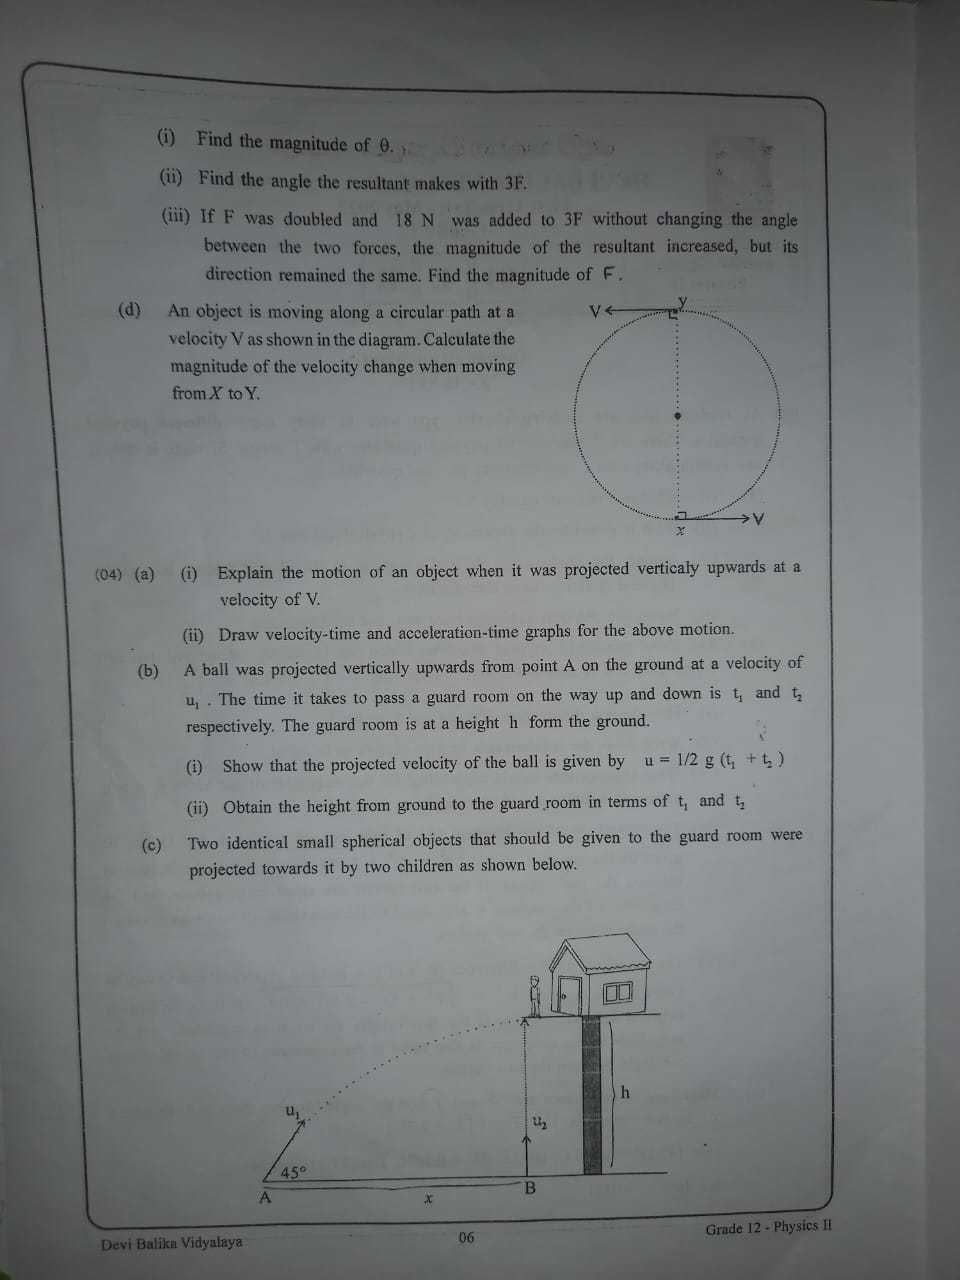 (i) Find the magnitude of θ.
(ii) Find the angle the resultant makes with 3F.
(iii) If F was doubled and 18 N was added to 3F without changing the angle
between the two forces, the magnitude of the resultant increased, but its
direction remained the same. Find the magnitude of F.
(d) An object is moving along a circular path at a
velocity V as shown in the diagram. Calculate the
magnitude of the velocity change when moving
from X to Y.
V
y
V
x
(04) (a) (i) Explain the motion of an object when it was projected verticaly upwards at a
velocity of V.
(ii) Draw velocity-time and acceleration-time graphs for the above motion.
(b) A ball was projected vertically upwards from point A on the ground at a velocity of
u₁ . The time it takes to pass a guard room on the way up and down is t₁ and t₂
respectively. The guard room is at a height h form the ground.
(i) Show that the projected velocity of the ball is given by u = 1/2 g (t₁ + t₂ )
(ii) Obtain the height from ground to the guard room in terms of t₁ and t₂
(c) Two identical small spherical objects that should be given to the guard room were
projected towards it by two children as shown below.
h
u₁
u₂
45°
A
x
B
Devi Balika Vidyalaya
06
Grade 12 - Physics II